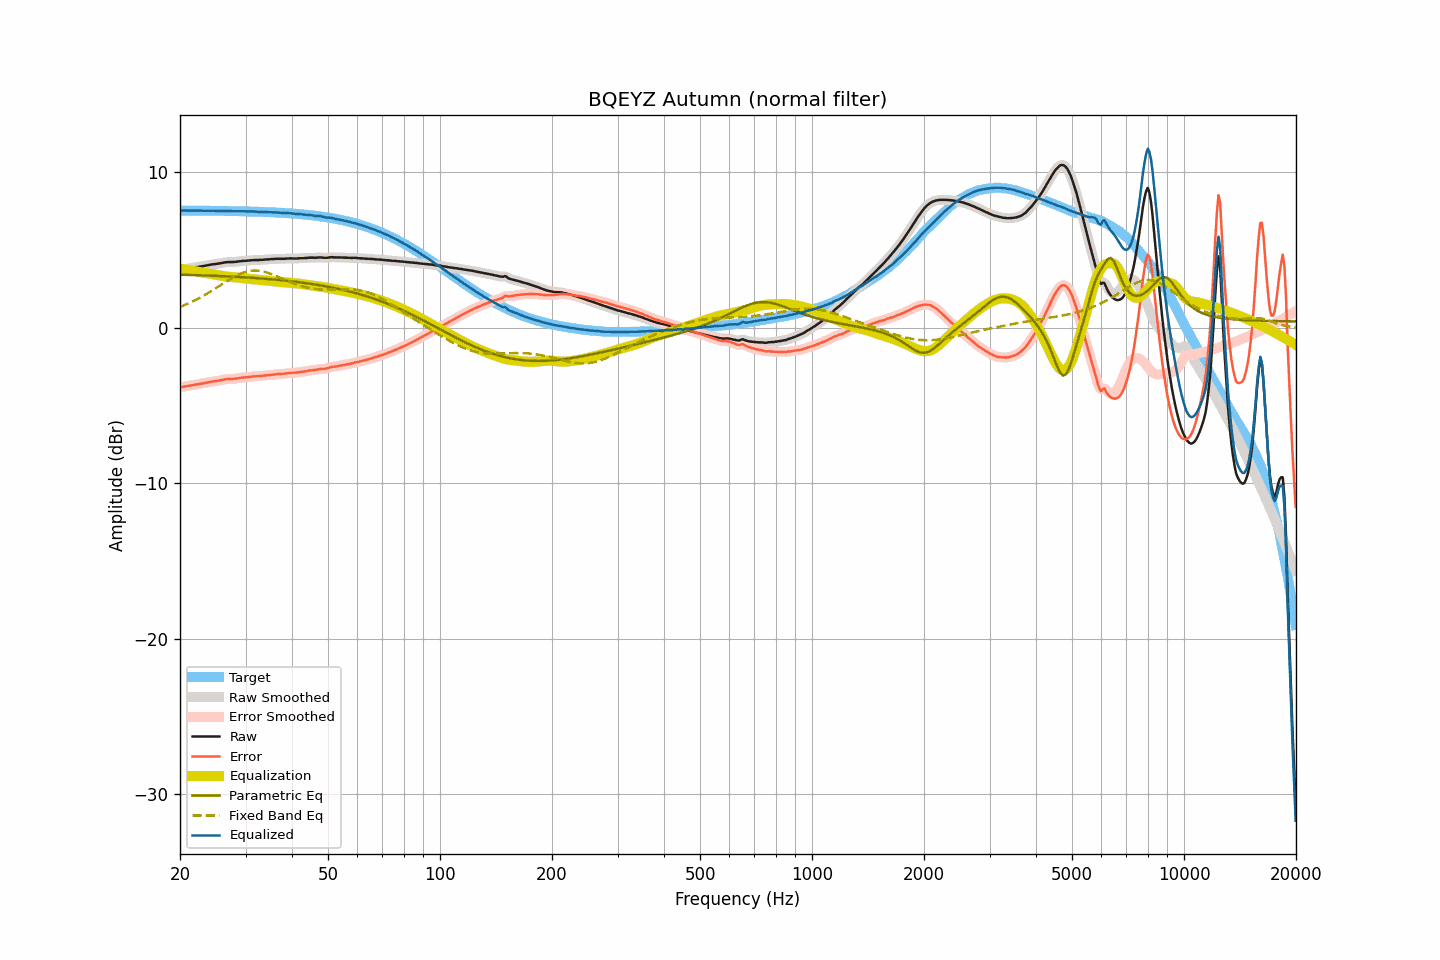 BQEYZ Autumn (normal filter)
10
0
−10
−20
−30
Amplitude (dBr)
Target
Raw Smoothed
Error Smoothed
Raw
Error
Equalization
Parametric Eq
Fixed Band Eq
Equalized
20 50 100 200 500 1000 2000 5000 10000 20000
Frequency (Hz)